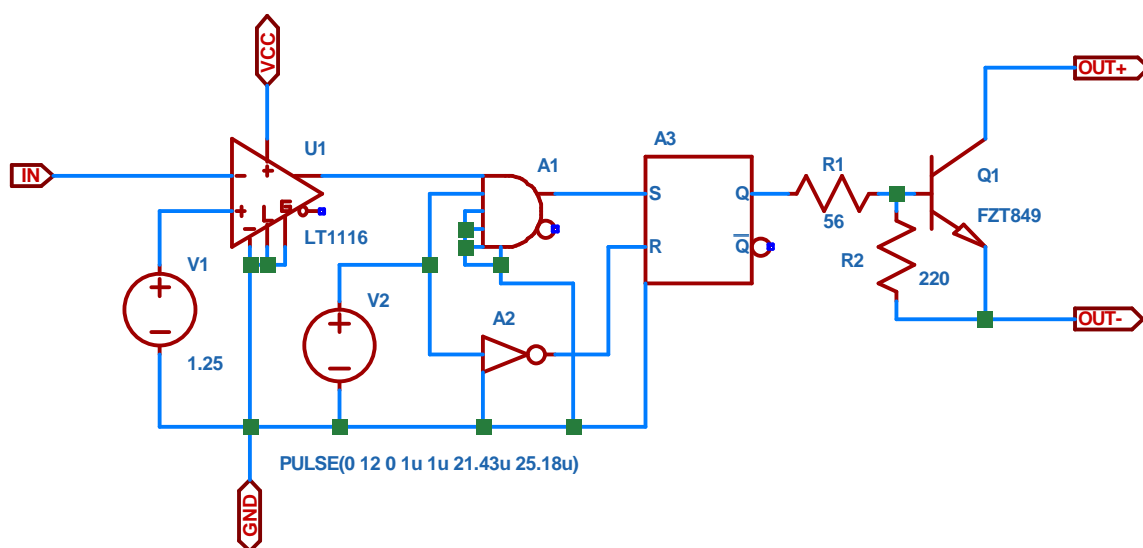 VCC
OUT+
U1
A1
A3
IN
R1
Q1
S
Q
LT1116
56
FZT849
R
Q
V1
V2
R2
220
A2
OUT-
1.25
PULSE(0 12 0 1u 1u 21.43u 25.18u)
GND